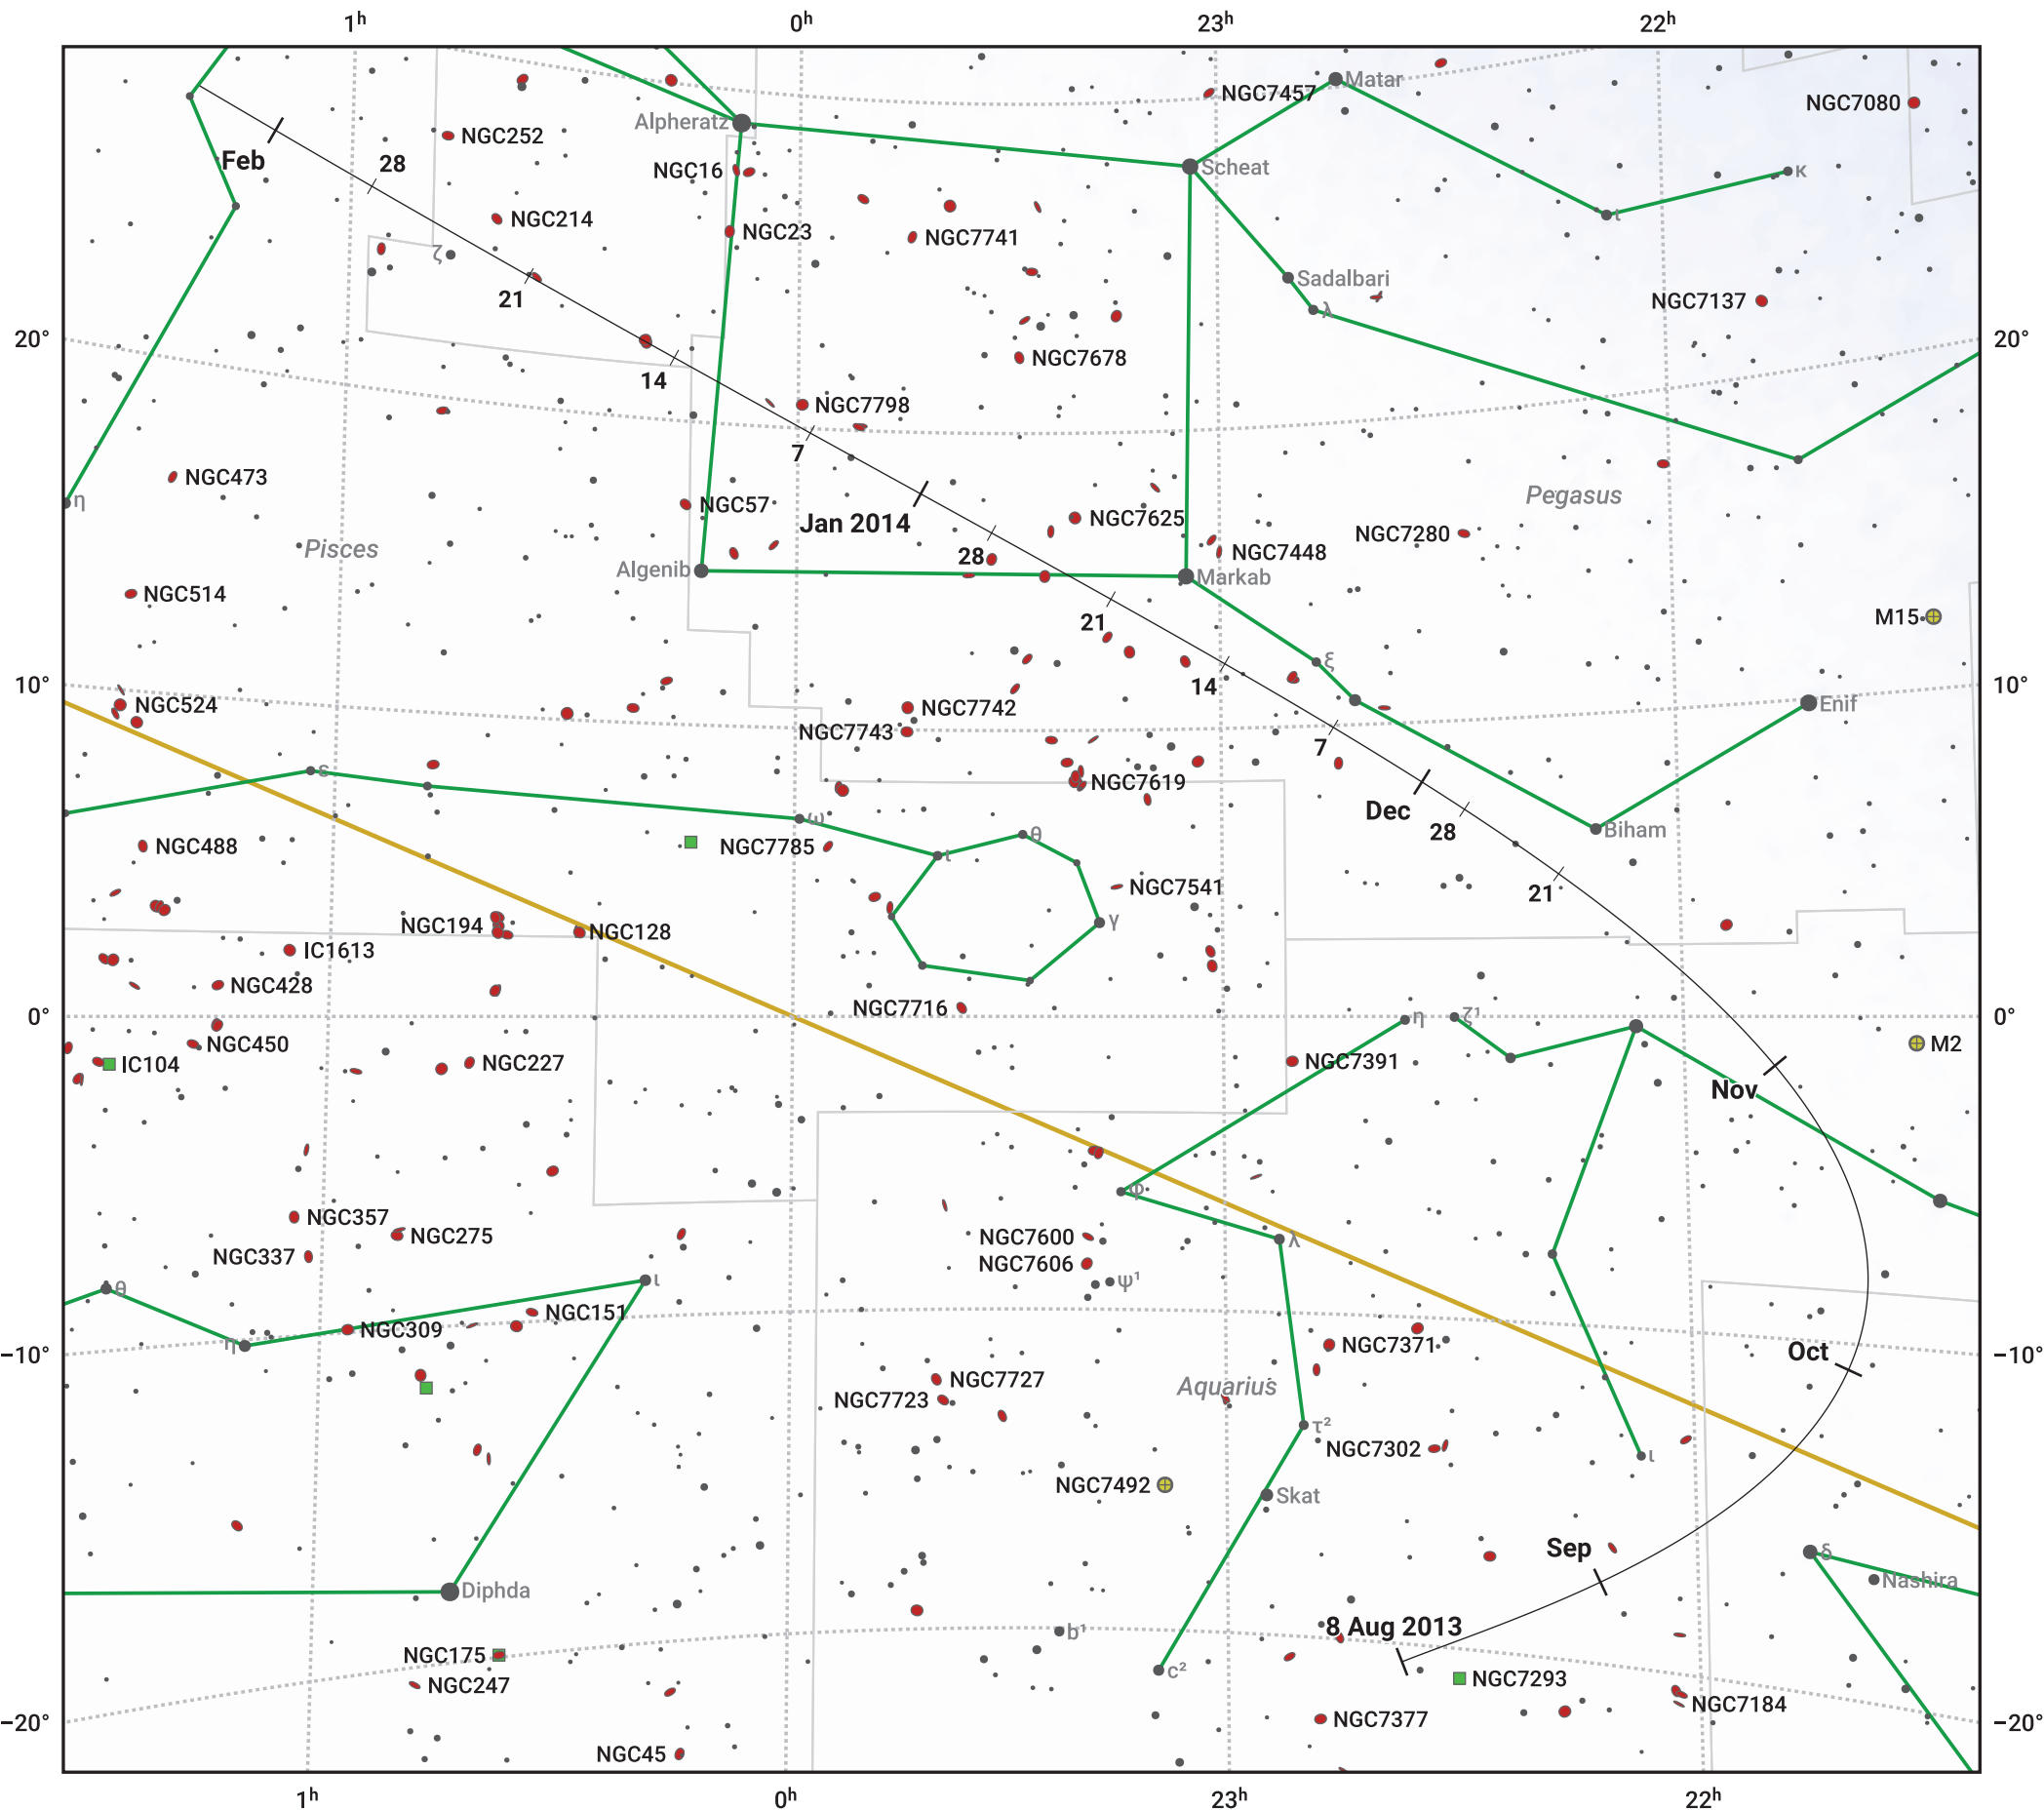 1ʰ 0ʰ 23ʰ 22ʰ
Matar
NGC7457
NGC7080
Alpheratz
NGC252
Feb
28
NGC16
Scheat
κ
NGC214
ι
NGC23
NGC7741
ζ
Sadalbari
21
NGC7137
λ
20° 20°
NGC7678
14
NGC7798
7
NGC473
Pegasus
η
NGC57
Jan 2014
NGC7625
NGC7280
Pisces
28
NGC7448
Algenib
Markab
NGC514
M15
21
ξ
10° 10°
14
NGC524
NGC7742
Enif
NGC7743
7
ε
NGC7619
Dec
ω
28
Biham
θ
NGC488
NGC7785
ι
NGC7541
21
γ
NGC194
NGC128
IC1613
NGC428
NGC7716
0° 0°
η
ζ¹
NGC450
M2
IC104
NGC227
NGC7391
Nov
φ
NGC357
NGC275
NGC7600
λ
NGC337
NGC7606
ψ¹
θ
ι
NGC151
NGC309
η
NGC7371
−10° −10°
Oct
NGC7727
Aquarius
NGC7723
τ²
NGC7302
ι
NGC7492
Skat
Sep
δ
Nashira
Diphda
8 Aug 2013
b¹
NGC175
c²
NGC247
NGC7293
NGC7184
−20° −20°
NGC7377
NGC45
1ʰ 0ʰ 23ʰ 22ʰ